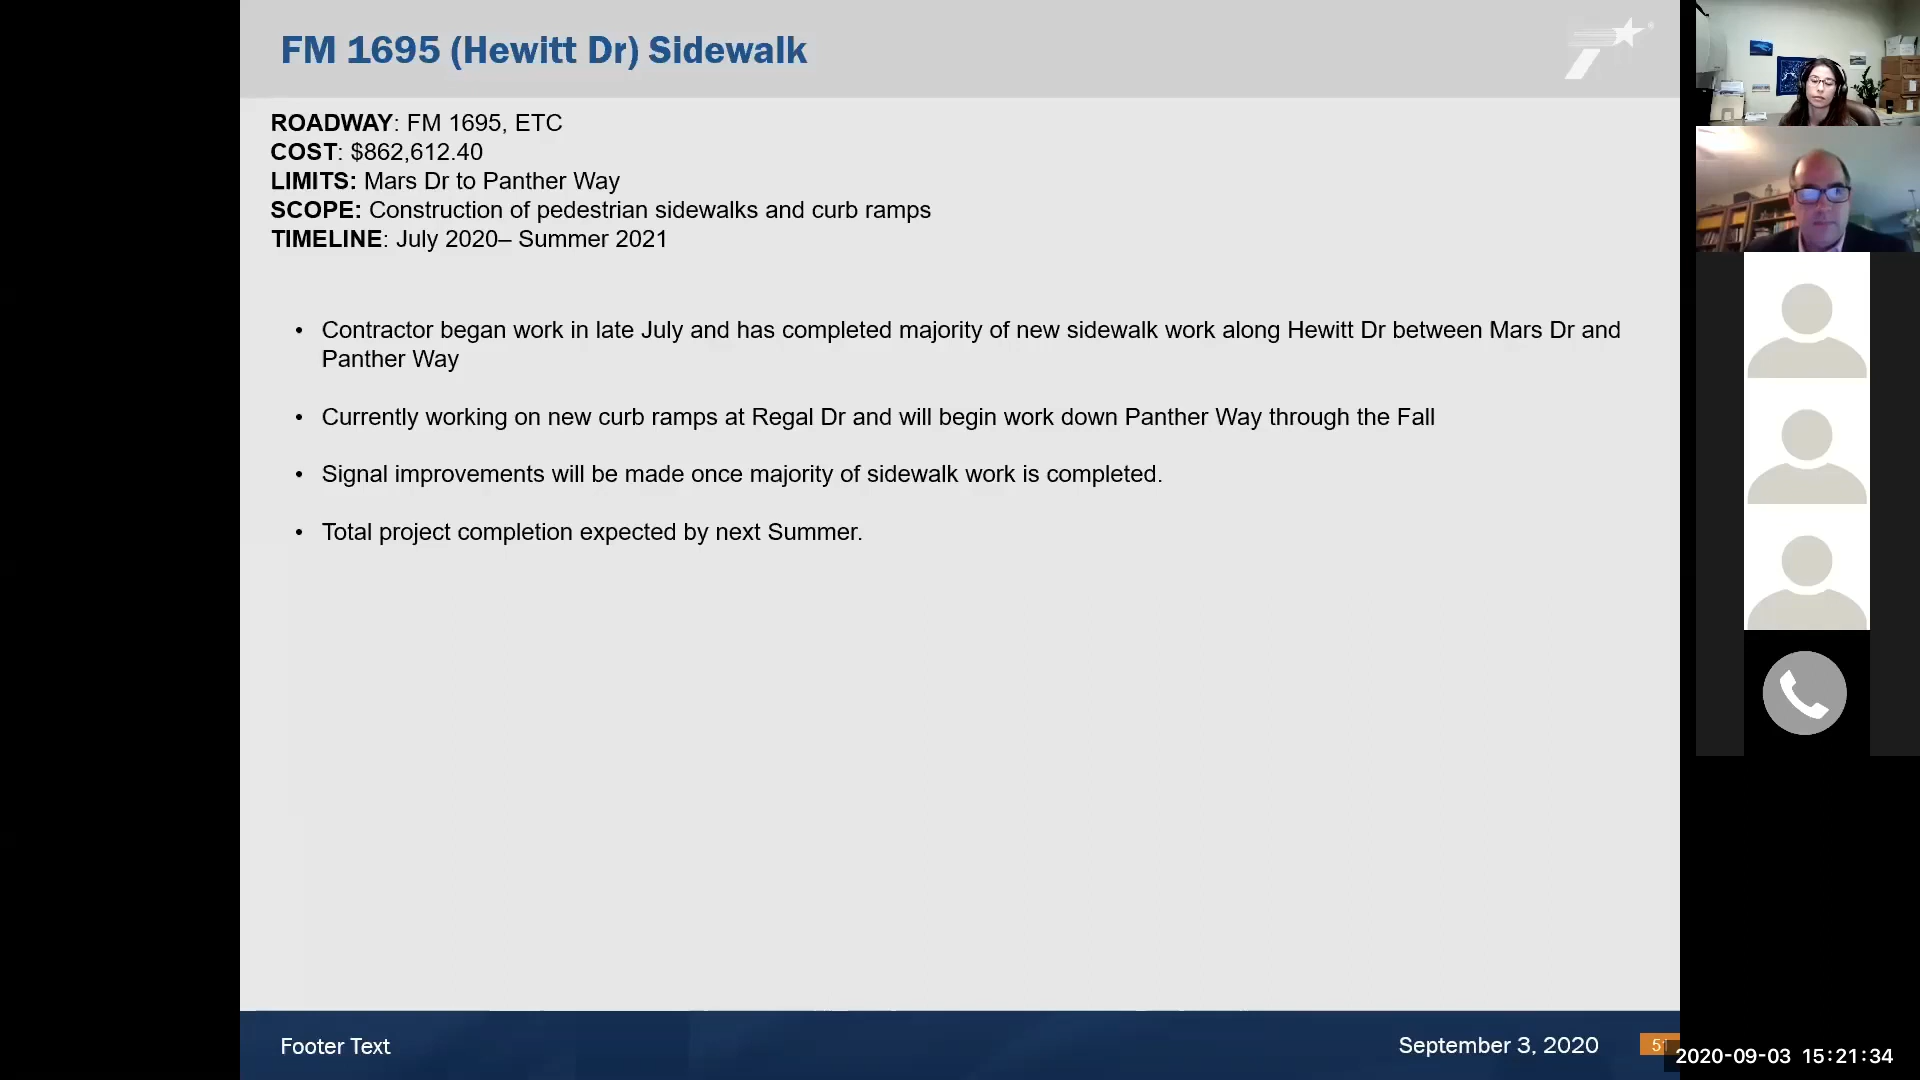 FM 1695 (Hewitt Dr) Sidewalk
ROADWAY: FM 1695, ETC
COST: $862,612.40
LIMITS: Mars Dr to Panther Way
SCOPE: Construction of pedestrian sidewalks and curb ramps
TIMELINE: July 2020– Summer 2021
• Contractor began work in late July and has completed majority of new sidewalk work along Hewitt Dr between Mars Dr and
Panther Way
• Currently working on new curb ramps at Regal Dr and will begin work down Panther Way through the Fall
• Signal improvements will be made once majority of sidewalk work is completed.
• Total project completion expected by next Summer.
Footer Text
September 3, 2020
2020-09-03 15:21:34